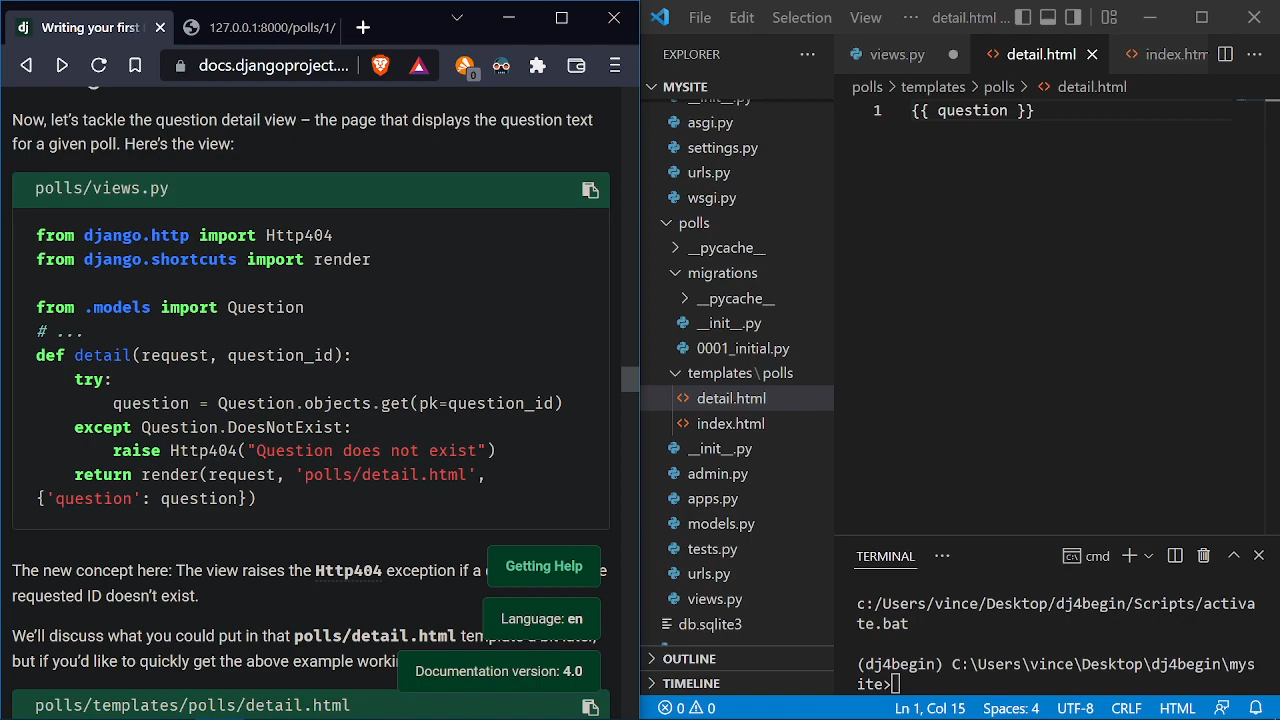 Writing your first
127.0.0.1:8000/polls/1/
docs.djangoproject....
0
Now, let's tackle the question detail view – the page that displays the question text
for a given poll. Here's the view:
polls/views.py
from django.http import Http404
from django.shortcuts import render
from .models import Question
# ...
def detail(request, question_id):
try:
question = Question.objects.get(pk=question_id)
except Question.DoesNotExist:
raise Http404("Question does not exist")
return render(request, 'polls/detail.html',
{'question': question})
The new concept here: The view raises the Http404 exception if a
requested ID doesn't exist.
We'll discuss what you could put in that polls/detail.html
but if you'd like to quickly get the above example
Getting Help
Language: en
Documentation version: 4.0
polls/templates/polls/detail.html
File Edit Selection View ··· detail.html ...
EXPLORER ···
MYSITE
__init__.py
asgi.py
settings.py
urls.py
wsgi.py
polls
__pycache__
migrations
__pycache__
__init__.py
0001_initial.py
templates\polls
detail.html
index.html
__init__.py
admin.py
apps.py
models.py
tests.py
urls.py
views.py
db.sqlite3
OUTLINE
TIMELINE
views.py
detail.html
index.htm
polls > templates > polls > detail.html
1 {{ question }}
TERMINAL ··· cmd
c:/Users/vince/Desktop/dj4begin/Scripts/activa
te.bat
(dj4begin) C:\Users\vince\Desktop\dj4begin\mys
ite>
0 0 Ln 1, Col 15 Spaces: 4 UTF-8 CRLF HTML